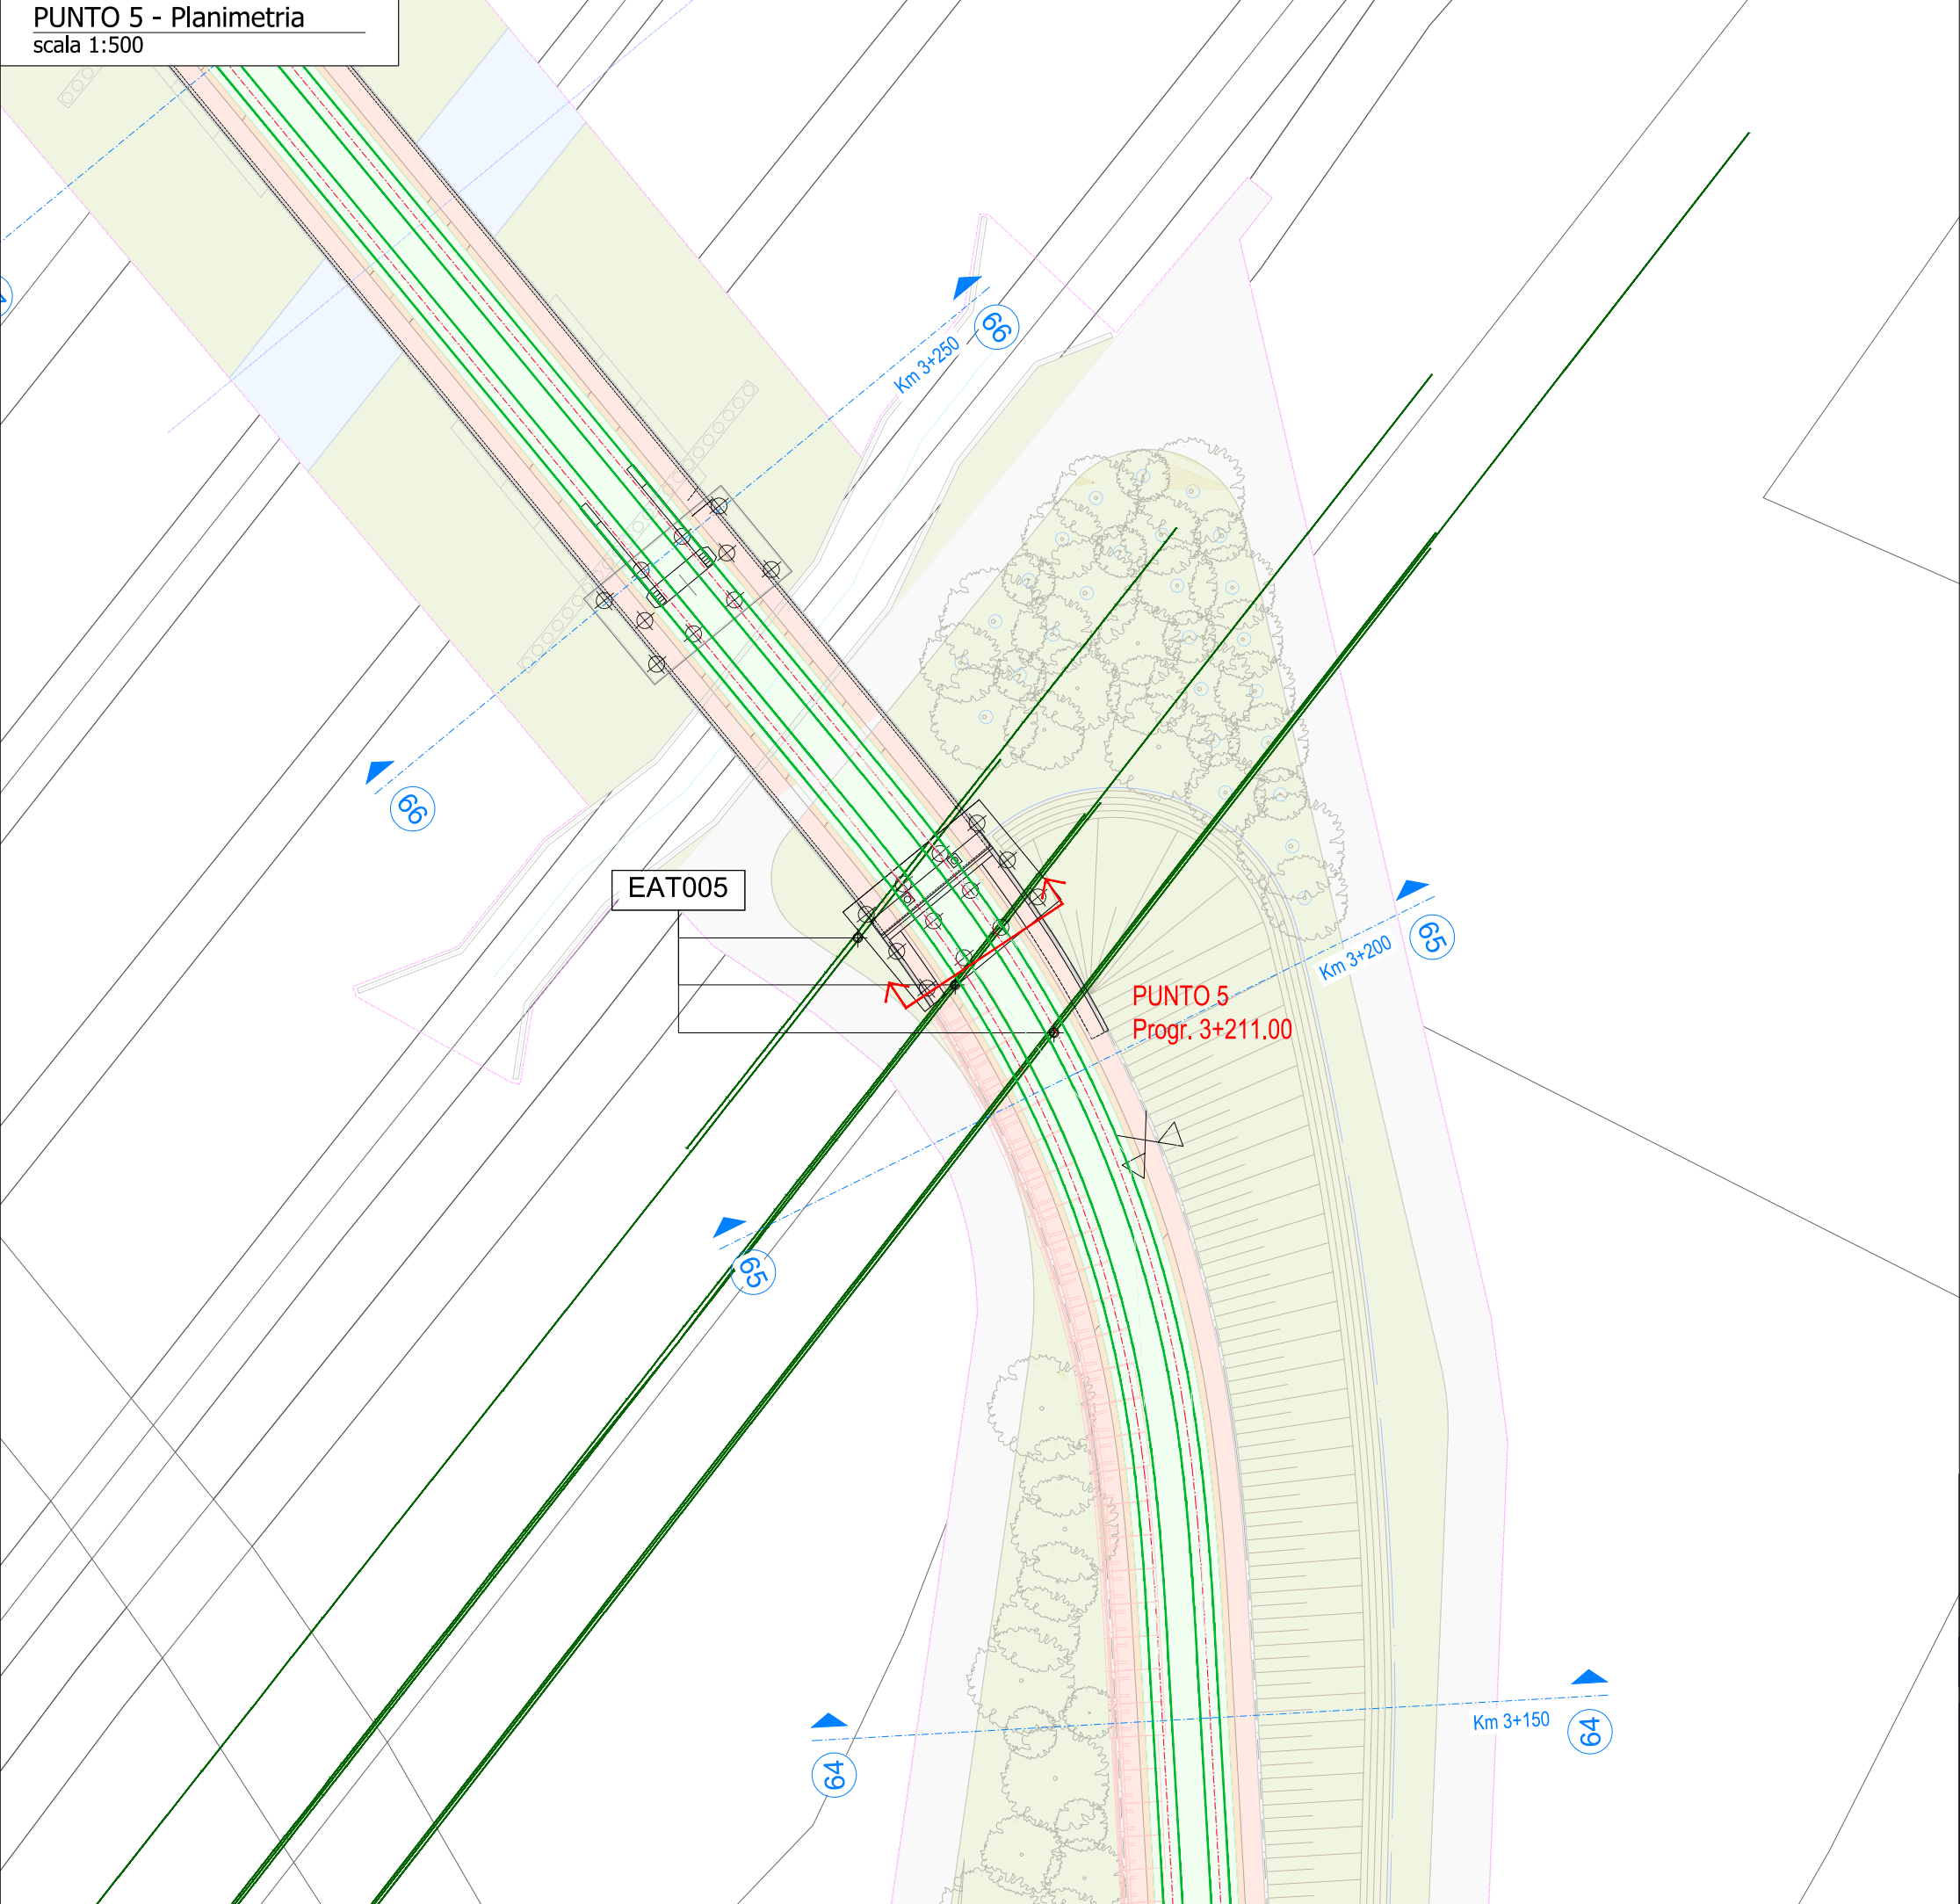 PUNTO 5 - Planimetria
scala 1:500
66
Km 3+250
66
EAT005
65
Km 3+200
PUNTO 5
Progr. 3+211.00
65
64
Km 3+150
64